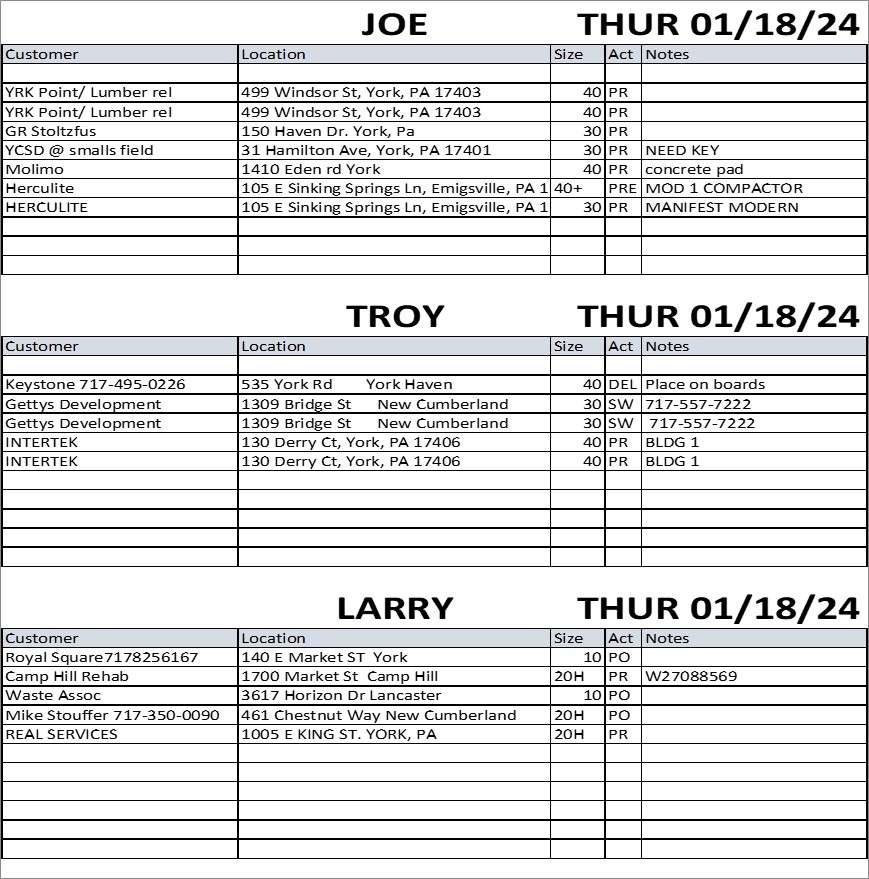 JOE THUR 01/18/24
Customer Location Size Act Notes
YRK Point/ Lumber rel 499 Windsor St, York, PA 17403 40 PR
YRK Point/ Lumber rel 499 Windsor St, York, PA 17403 40 PR
GR Stoltzfus 150 Haven Dr. York, Pa 30 PR
YCSD @ smalls field 31 Hamilton Ave, York, PA 17401 30 PR NEED KEY
Molimo 1410 Eden rd York 40 PR concrete pad
Herculite 105 E Sinking Springs Ln, Emigsville, PA 1 40+ PRE MOD 1 COMPACTOR
HERCULITE 105 E Sinking Springs Ln, Emigsville, PA 1 30 PR MANIFEST MODERN
TROY THUR 01/18/24
Customer Location Size Act Notes
Keystone 717-495-0226 535 York Rd York Haven 40 DEL Place on boards
Gettys Development 1309 Bridge St New Cumberland 30 SW 717-557-7222
Gettys Development 1309 Bridge St New Cumberland 30 SW 717-557-7222
INTERTEK 130 Derry Ct, York, PA 17406 40 PR BLDG 1
INTERTEK 130 Derry Ct, York, PA 17406 40 PR BLDG 1
LARRY THUR 01/18/24
Customer Location Size Act Notes
Royal Square7178256167 140 E Market ST York 10 PO
Camp Hill Rehab 1700 Market St Camp Hill 20H PR W27088569
Waste Assoc 3617 Horizon Dr Lancaster 10 PO
Mike Stouffer 717-350-0090 461 Chestnut Way New Cumberland 20H PO
REAL SERVICES 1005 E KING ST. YORK, PA 20H PR